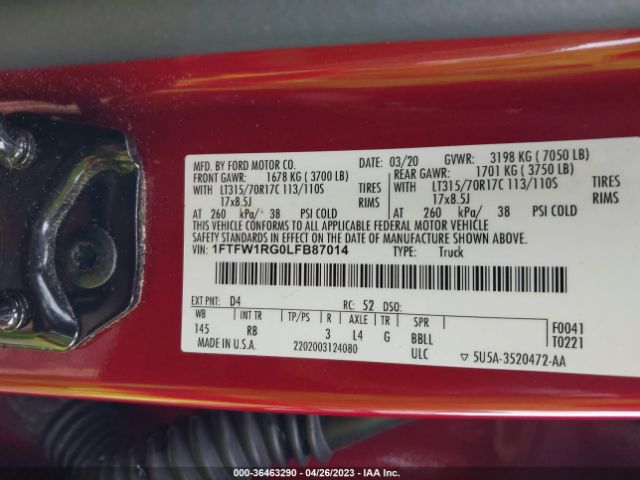 MFD. BY FORD MOTOR CO.
DATE: 03/20 GVWR: 3198 KG ( 7050 LB)
FRONT GAWR: 1678 KG ( 3700 LB) REAR GAWR: 1701 KG ( 3750 LB)
WITH LT315/70R17C 113/110S TIRES WITH LT315/70R17C 113/110S TIRES
17x8.5J RIMS 17x8.5J RIMS
AT 260 kPa/ 38 PSI COLD AT 260 kPa/ 38 PSI COLD
THIS VEHICLE CONFORMS TO ALL APPLICABLE FEDERAL MOTOR VEHICLE
SAFETY STANDARDS IN EFFECT ON THE DATE OF MANUFACTURE SHOWN ABOVE.
VIN: 1FTFW1RG0LFB87014 TYPE: Truck
EXT PNT: D4 RC: 52 DSO:
WB INT TR TP/PS R AXLE TR SPR
145 RB 3 L4 G BBLL
ULC
F0041
T0221
MADE IN U.S.A. 2202003124080
▽ 5U5A-3520472-AA
000-36463290 - 04/26/2023 - IAA Inc.